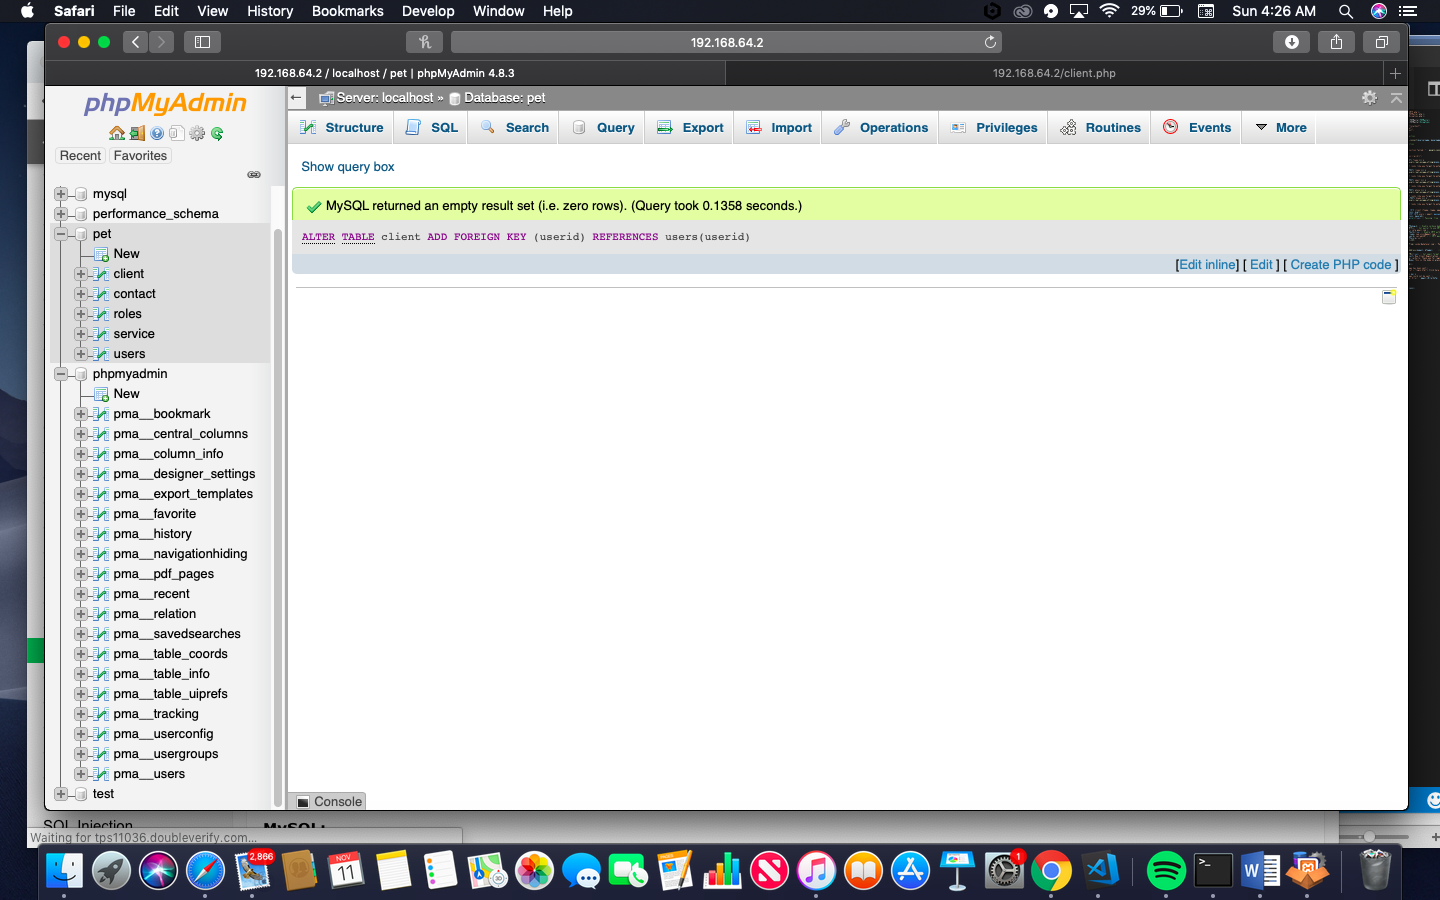 Safari File Edit View History Bookmarks Develop Window Help 29% Sun 4:26 AM
192.168.64.2
192.168.64.2 / localhost / pet | phpMyAdmin 4.8.3
192.168.64.2/client.php
phpMyAdmin
Recent Favorites
mysql
performance_schema
pet
New
client
contact
roles
service
users
phpmyadmin
New
pma__bookmark
pma__central_columns
pma__column_info
pma__designer_settings
pma__export_templates
pma__favorite
pma__history
pma__navigationhiding
pma__pdf_pages
pma__recent
pma__relation
pma__savedsearches
pma__table_coords
pma__table_info
pma__table_uiprefs
pma__tracking
pma__userconfig
pma__usergroups
pma__users
test
Server: localhost » Database: pet
Structure SQL Search Query Export Import Operations Privileges Routines Events More
Show query box
MySQL returned an empty result set (i.e. zero rows). (Query took 0.1358 seconds.)
ALTER TABLE client ADD FOREIGN KEY (userid) REFERENCES users(userid)
[Edit inline] [ Edit ] [ Create PHP code ]
Console
SQL Injection
MySQL:
Waiting for tps11036.doubleverify.com...
2,866
NOV
11
30
1